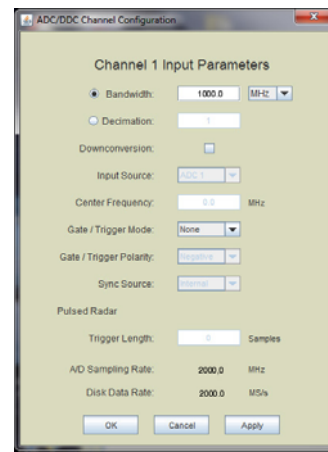 ADC/DDC Channel Configuration
Channel 1 Input Parameters
Bandwidth: 1000.0 MHz
Decimation: 1
Downconversion:
Input Source: ADC 1
Center Frequency: 0.0 MHz
Gate / Trigger Mode: None
Gate / Trigger Polarity: Negative
Sync Source: Internal
Pulsed Radar
Trigger Length: 0 Samples
A/D Sampling Rate: 2000.0 MHz
Disk Data Rate: 2000.0 MS/s
OK Cancel Apply